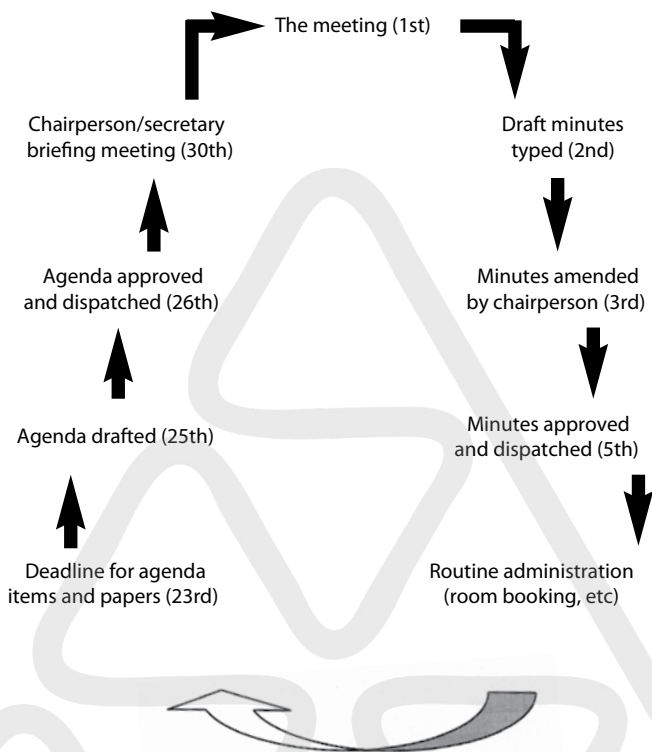 The meeting (1st)
Chairperson/secretary
briefing meeting (30th)
Draft minutes
typed (2nd)
Agenda approved
and dispatched (26th)
Minutes amended
by chairperson (3rd)
Agenda drafted (25th)
Minutes approved
and dispatched (5th)
Deadline for agenda
items and papers (23rd)
Routine administration
(room booking, etc)